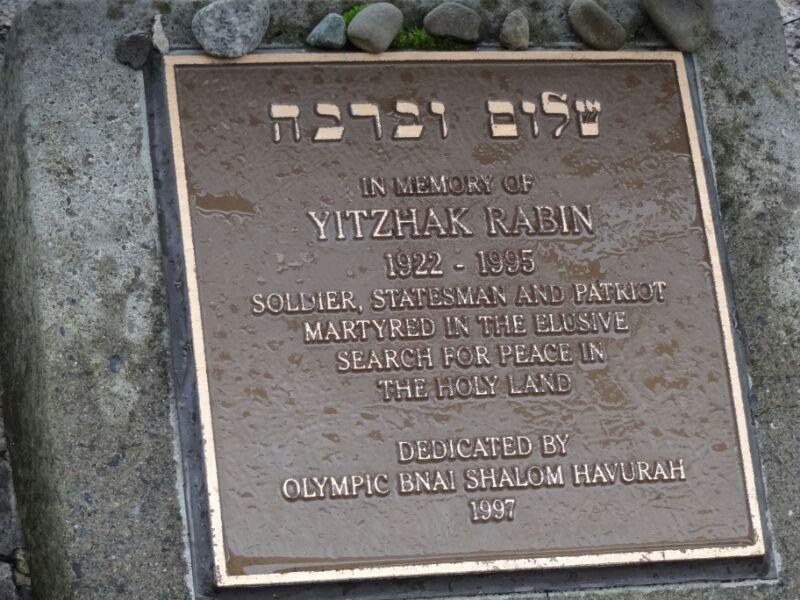 שלום וברבה
IN MEMORY OF
YITZHAK RABIN
1922 - 1995
SOLDIER, STATESMAN AND PATRIOT
MARTYRED IN THE ELUSIVE
SEARCH FOR PEACE IN
THE HOLY LAND
DEDICATED BY
OLYMPIC BNAI SHALOM HAVURAH
1997